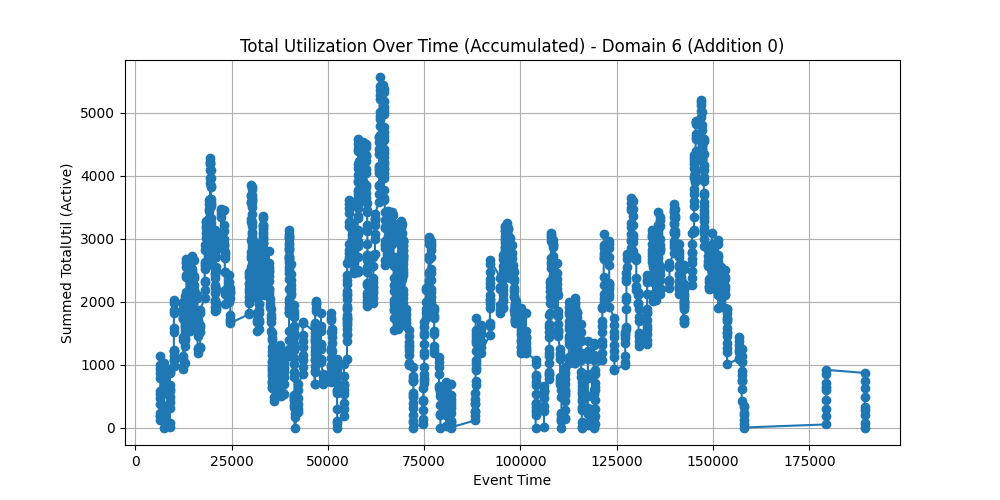 Total Utilization Over Time (Accumulated) - Domain 6 (Addition 0)
Summed TotalUtil (Active)
5000
4000
3000
2000
1000
0
0 25000 50000 75000 100000 125000 150000 175000
Event Time